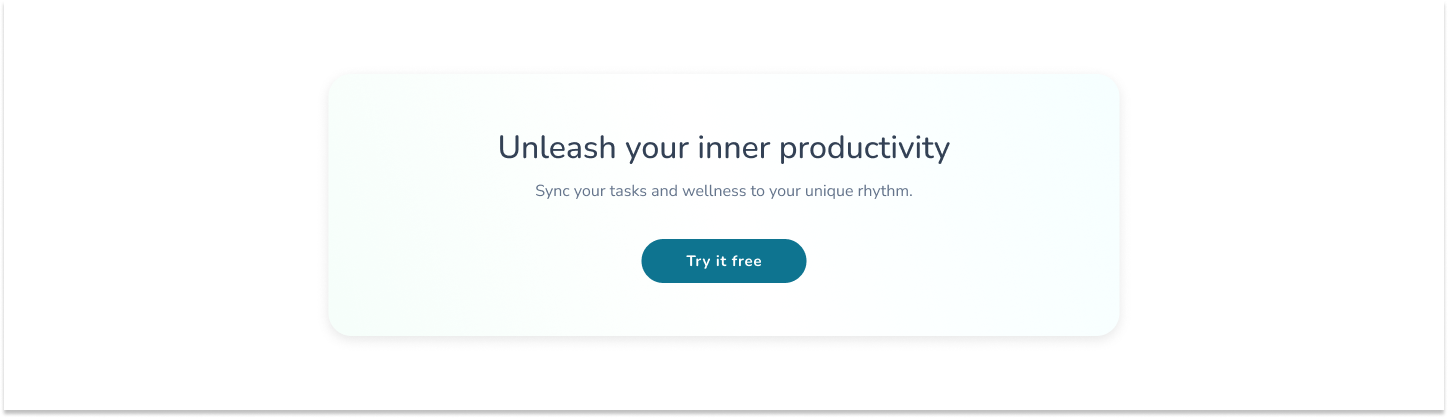 Unleash your inner productivity
Sync your tasks and wellness to your unique rhythm.
Try it free